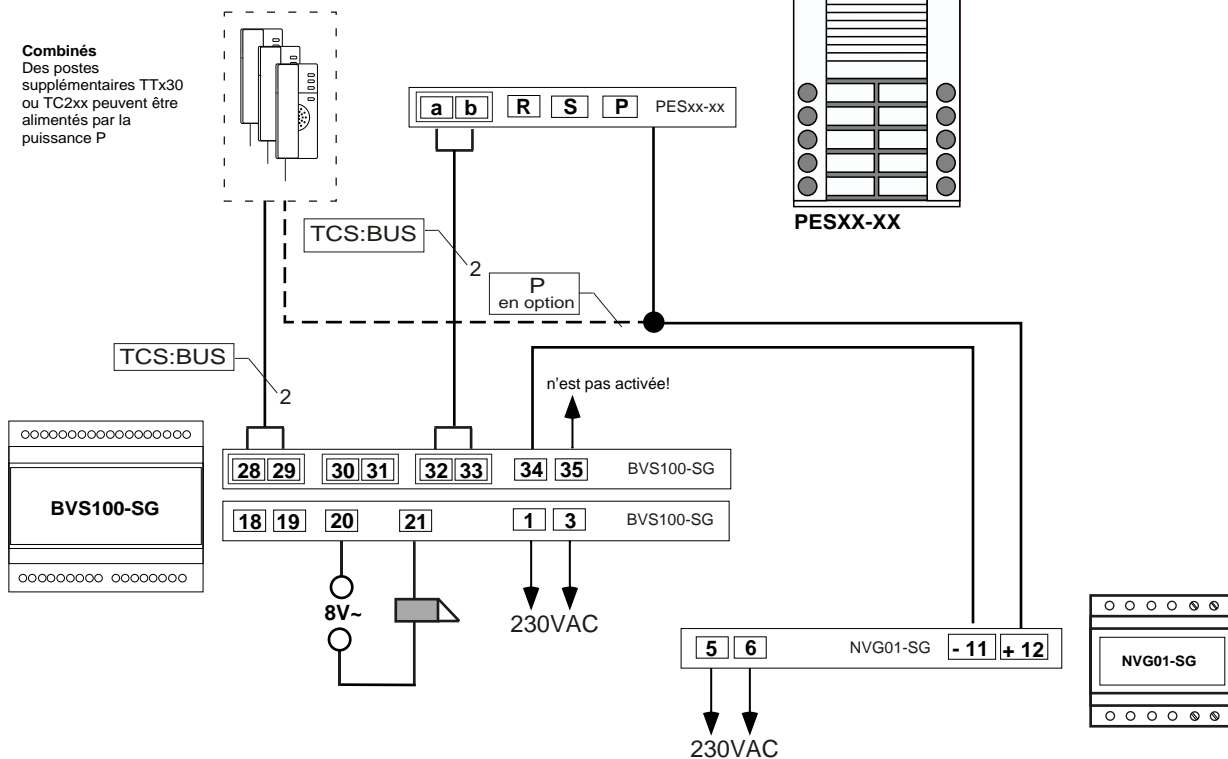 Combinés
Des postes
supplémentaires TTx30
ou TC2xx peuvent être
alimentés par la
puissance P
a b R S P PESxx-xx
PESXX-XX
TCS:BUS
2
P
en option
TCS:BUS
2
n'est pas activée!
BVS100-SG
28 29 30 31 32 33 34 35 BVS100-SG
18 19 20 21 1 3 BVS100-SG
8V~
230VAC
5 6 NVG01-SG - 11 + 12
NVG01-SG
230VAC